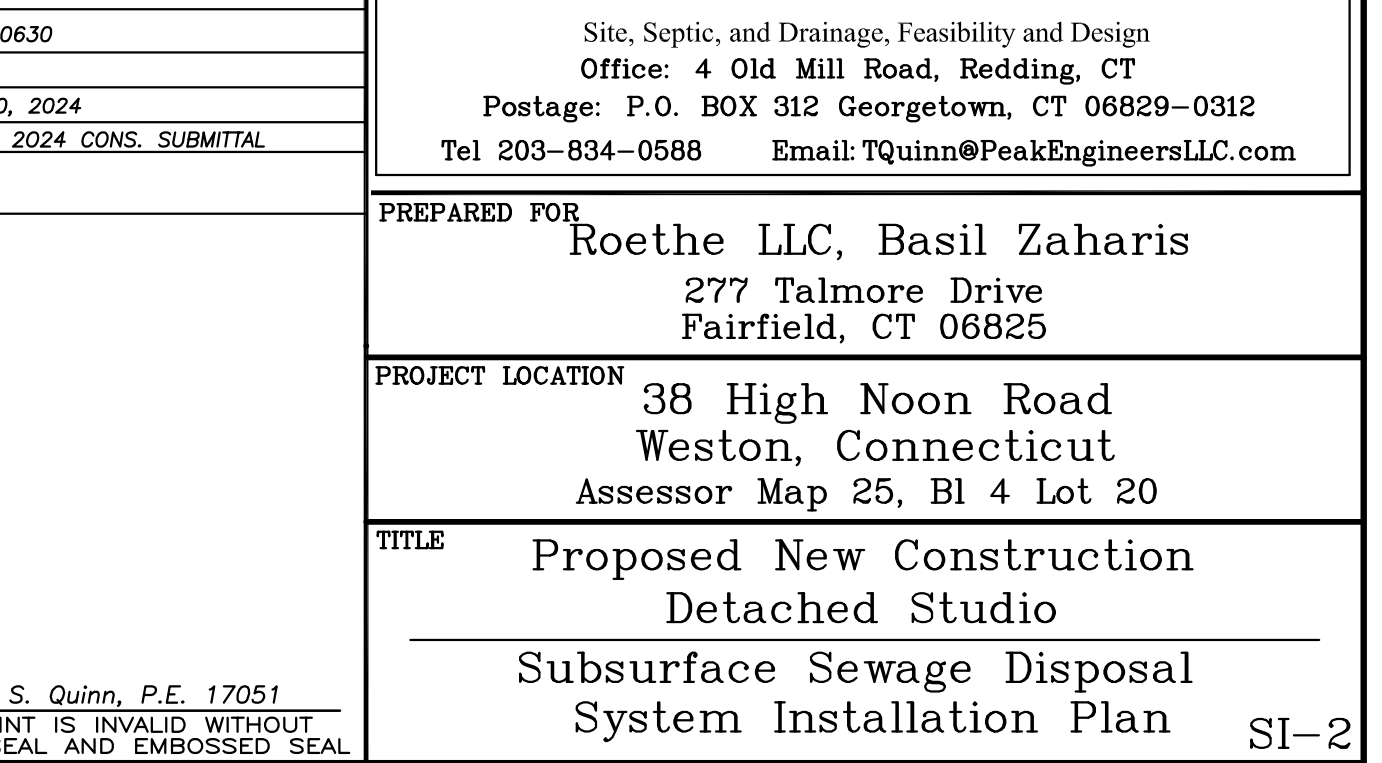 0630
0, 2024
2024 CONS. SUBMITTAL
S. Quinn, P.E. 17051
INT IS INVALID WITHOUT
SEAL AND EMBOSSED SEAL
Site, Septic, and Drainage, Feasibility and Design
Office: 4 Old Mill Road, Redding, CT
Postage: P.O. BOX 312 Georgetown, CT 06829-0312
Tel 203-834-0588 Email: TQuinn@PeakEngineersLLC.com
PREPARED FOR
Roethe LLC, Basil Zaharis
277 Talmore Drive
Fairfield, CT 06825
PROJECT LOCATION
38 High Noon Road
Weston, Connecticut
Assessor Map 25, Bl 4 Lot 20
TITLE
Proposed New Construction
Detached Studio
Subsurface Sewage Disposal
System Installation Plan
SI-2